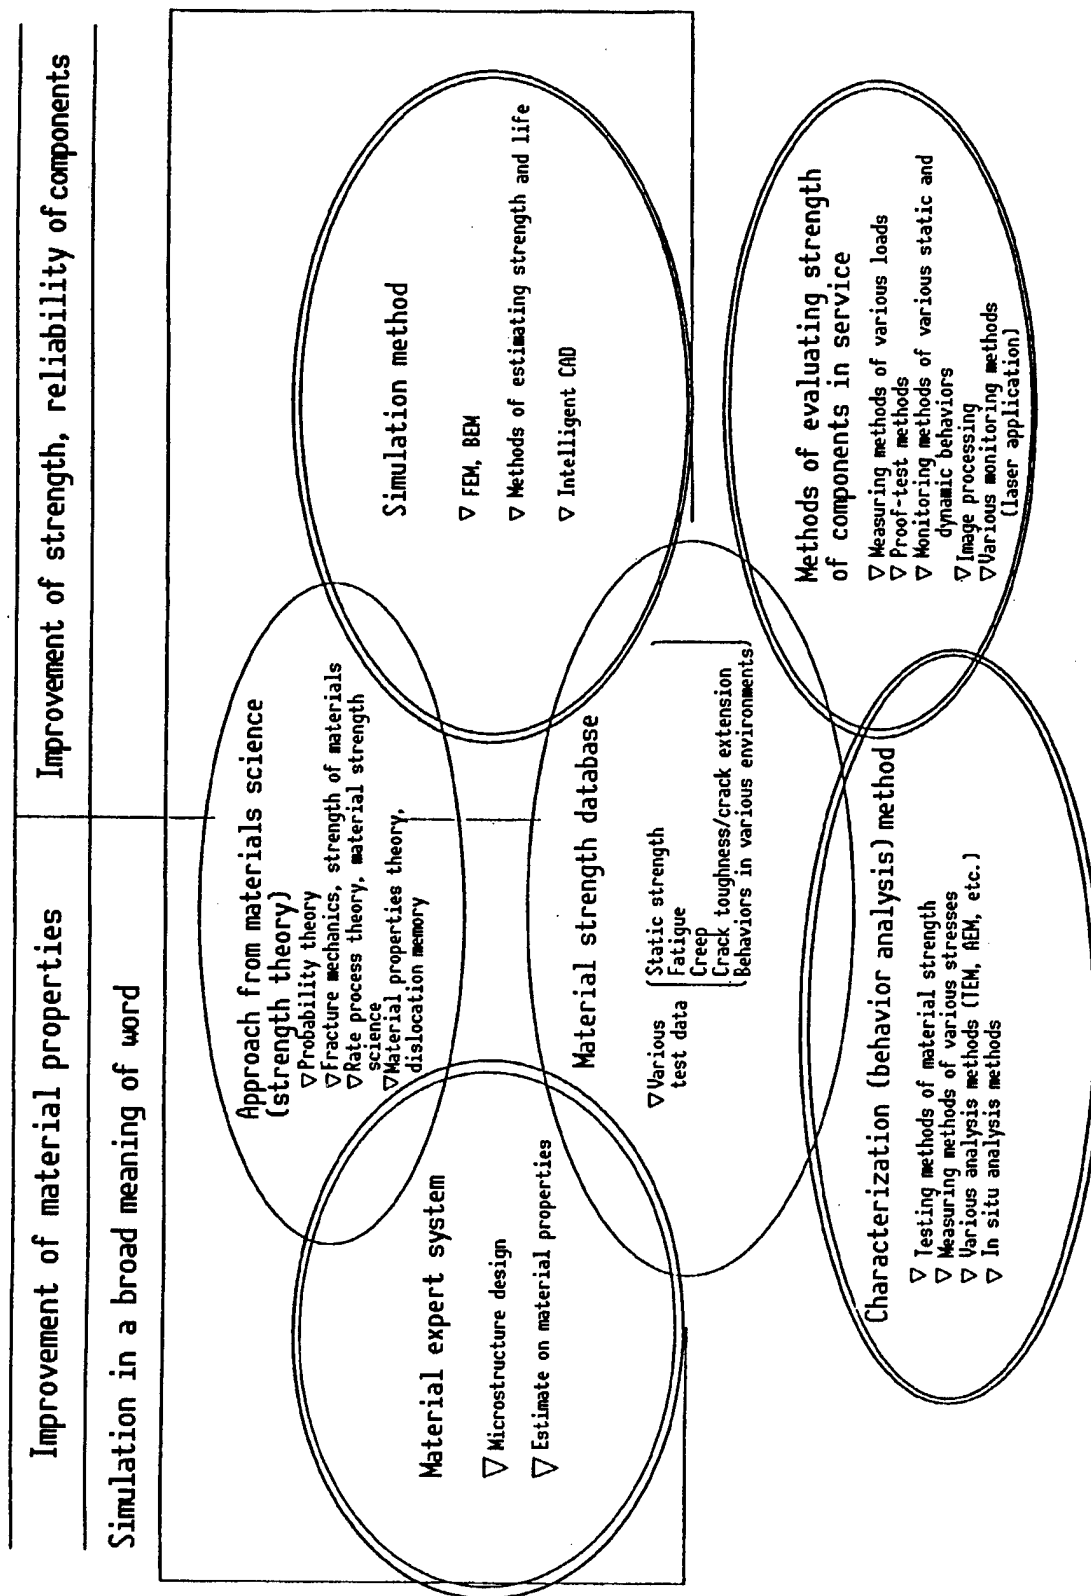 Improvement of material properties
Improvement of strength, reliability of components
Simulation in a broad meaning of word
Approach from materials science
(strength theory)
▽ Probability theory
▽ Fracture mechanics, strength of materials
▽ Rate process theory, material strength
science
▽ Material properties theory,
dislocation memory
Material expert system
▽ Microstructure design
▽ Estimate on material properties
Simulation method
▽ FEM, BEM
▽ Methods of estimating strength and life
▽ Intelligent CAD
Material strength database
▽ Various
test data
Static strength
Fatigue
Creep
Crack toughness/crack extension
Behaviors in various environments
Characterization (behavior analysis) method
▽ Testing methods of material strength
▽ Measuring methods of various stresses
▽ Various analysis methods (TEM, AEM, etc.)
▽ In situ analysis methods
Methods of evaluating strength
of components in service
▽ Measuring methods of various loads
▽ Proof-test methods
▽ Monitoring methods of various static and
dynamic behaviors
▽ Image processing
▽ Various monitoring methods
(laser application)